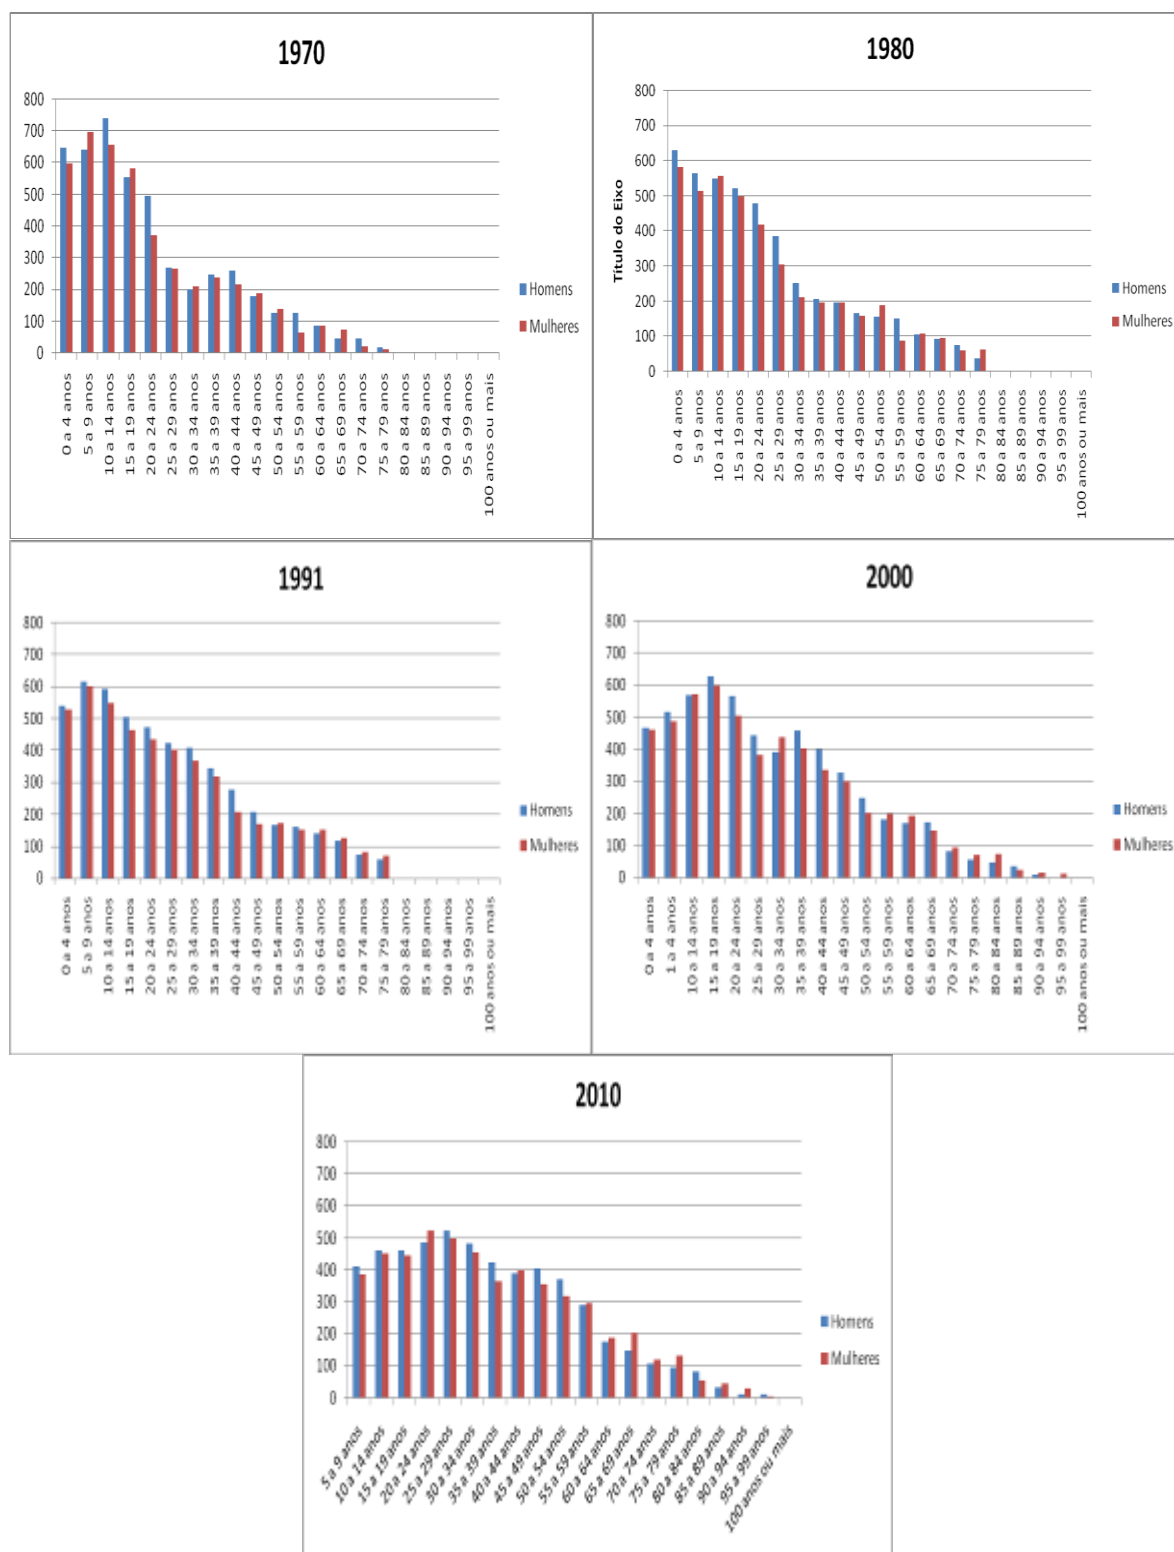 1970
800
700
600
500
400
300
200
100
0
0 a 4 anos
5 a 9 anos
10 a 14 anos
15 a 19 anos
20 a 24 anos
25 a 29 anos
30 a 34 anos
35 a 39 anos
40 a 44 anos
45 a 49 anos
50 a 54 anos
55 a 59 anos
60 a 64 anos
65 a 69 anos
70 a 74 anos
75 a 79 anos
80 a 84 anos
85 a 89 anos
90 a 94 anos
95 a 99 anos
100 anos ou mais
Homens
Mulheres
1980
Título do Eixo
800
700
600
500
400
300
200
100
0
0 a 4 anos
5 a 9 anos
10 a 14 anos
15 a 19 anos
20 a 24 anos
25 a 29 anos
30 a 34 anos
35 a 39 anos
40 a 44 anos
45 a 49 anos
50 a 54 anos
55 a 59 anos
60 a 64 anos
65 a 69 anos
70 a 74 anos
75 a 79 anos
80 a 84 anos
85 a 89 anos
90 a 94 anos
95 a 99 anos
100 anos ou mais
Homens
Mulheres
1991
800
700
600
500
400
300
200
100
0
0 a 4 anos
5 a 9 anos
10 a 14 anos
15 a 19 anos
20 a 24 anos
25 a 29 anos
30 a 34 anos
35 a 39 anos
40 a 44 anos
45 a 49 anos
50 a 54 anos
55 a 59 anos
60 a 64 anos
65 a 69 anos
70 a 74 anos
75 a 79 anos
80 a 84 anos
85 a 89 anos
90 a 94 anos
95 a 99 anos
100 anos ou mais
Homens
Mulheres
2000
800
700
600
500
400
300
200
100
0
0 a 4 anos
1 a 4 anos
10 a 14 anos
15 a 19 anos
20 a 24 anos
25 a 29 anos
30 a 34 anos
35 a 39 anos
40 a 44 anos
45 a 49 anos
50 a 54 anos
55 a 59 anos
60 a 64 anos
65 a 69 anos
70 a 74 anos
75 a 79 anos
80 a 84 anos
85 a 89 anos
90 a 94 anos
95 a 99 anos
100 anos ou mais
Homens
Mulheres
2010
800
700
600
500
400
300
200
100
0
5 a 9 anos
10 a 14 anos
15 a 19 anos
20 a 24 anos
25 a 29 anos
30 a 34 anos
35 a 39 anos
40 a 44 anos
45 a 49 anos
50 a 54 anos
55 a 59 anos
60 a 64 anos
65 a 69 anos
70 a 74 anos
75 a 79 anos
80 a 84 anos
85 a 89 anos
90 a 94 anos
95 a 99 anos
100 anos ou mais
Homens
Mulheres